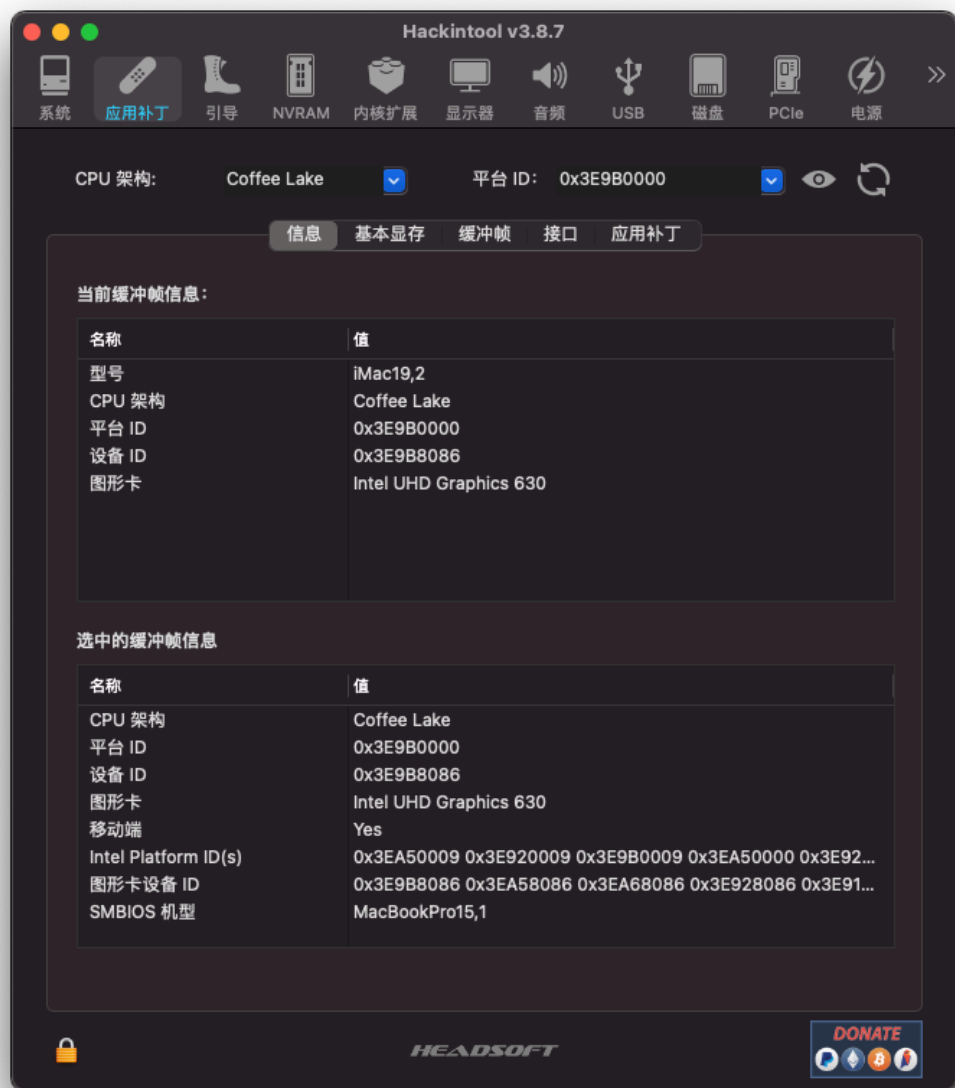 Hackintool v3.8.7
系统 应用补丁 引导 NVRAM 内核扩展 显示器 音频 USB 磁盘 PCIe 电源
CPU 架构: Coffee Lake 平台 ID: 0x3E9B0000
信息 基本显存 缓冲帧 接口 应用补丁
当前缓冲帧信息:
名称 值
型号 iMac19,2
CPU 架构 Coffee Lake
平台 ID 0x3E9B0000
设备 ID 0x3E9B8086
图形卡 Intel UHD Graphics 630
选中的缓冲帧信息
名称 值
CPU 架构 Coffee Lake
平台 ID 0x3E9B0000
设备 ID 0x3E9B8086
图形卡 Intel UHD Graphics 630
移动端 Yes
Intel Platform ID(s) 0x3EA50009 0x3E920009 0x3E9B0009 0x3EA50000 0x3E92...
图形卡设备 ID 0x3E9B8086 0x3EA58086 0x3EA68086 0x3E928086 0x3E91...
SMBIOS 机型 MacBookPro15,1
HEADSOFT
DONATE